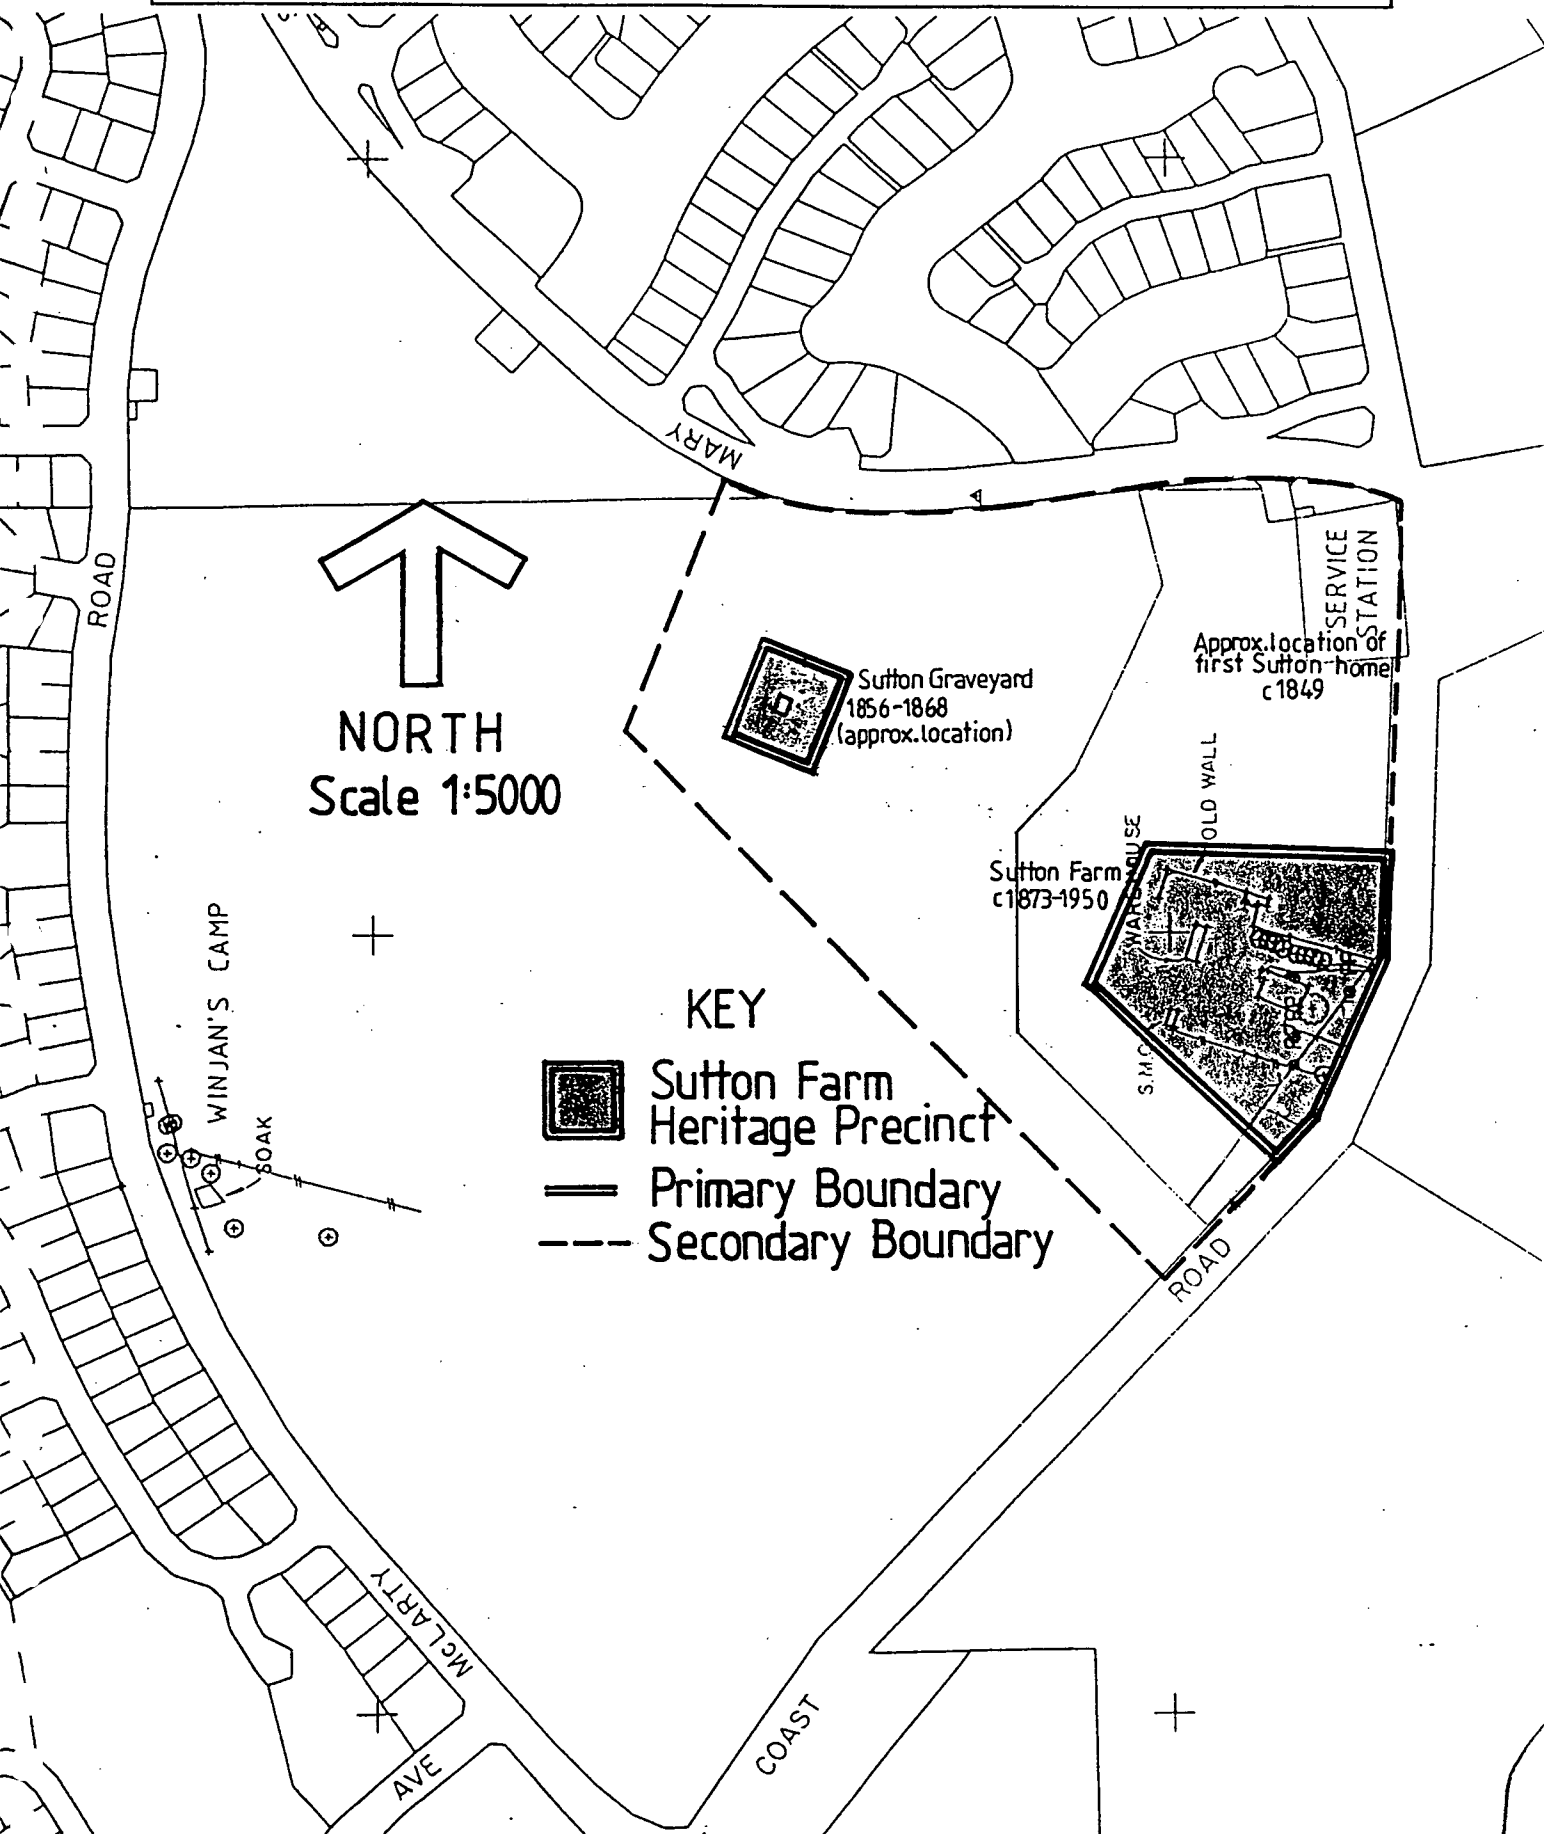 MARY
ROAD
NORTH
Scale 1:5000
SERVICE
STATION
Approx.location of
first Sutton home
c1849
Sutton Graveyard
1856-1868
(approx.location)
OLD WALL
WAREHOUSE
Sutton Farm
c1873-1950
WINJAN'S CAMP
SOAK
KEY
Sutton Farm
Heritage Precinct
Primary Boundary
Secondary Boundary
ROAD
McLARTY
COAST
AVE